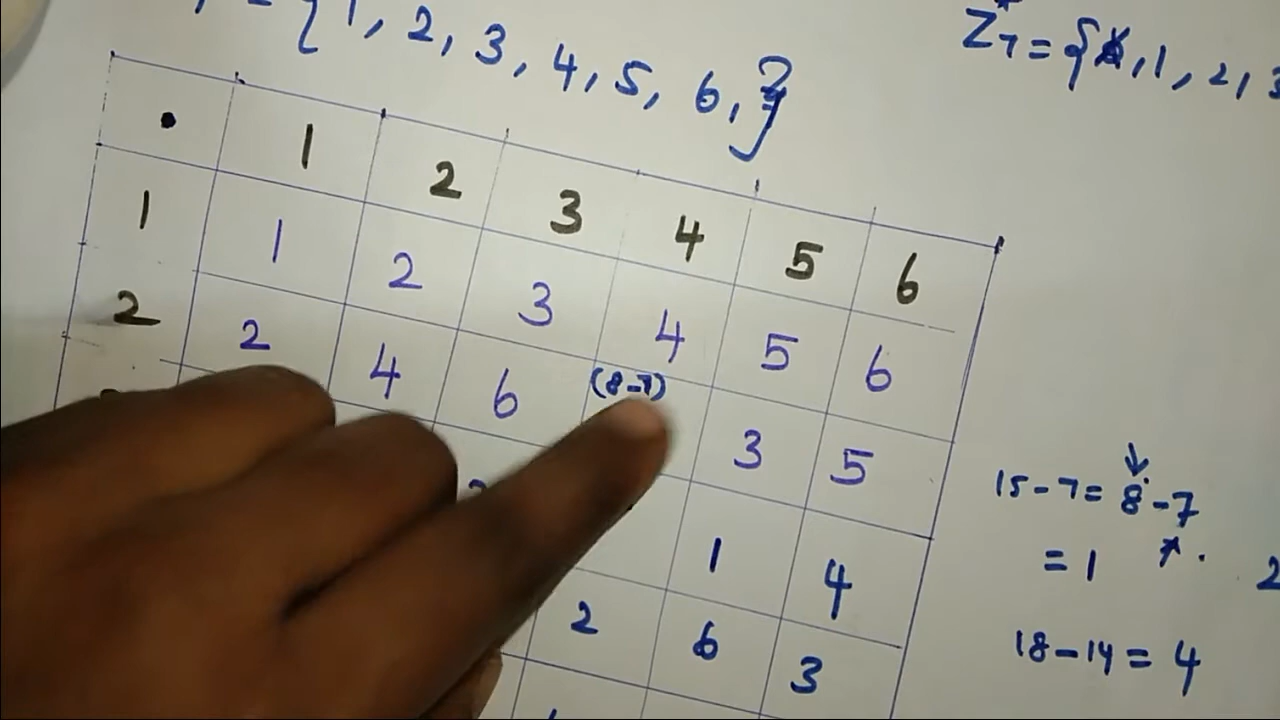 = { 1, 2, 3, 4, 5, 6, }
Z7* = { 1, 2, 3
• 1 2 3 4 5 6
1 1 2 3 4 5 6
2 2 4 6 (8-7) 3 5
1 4
2 6 3
15-7= 8-7
= 1
18-14 = 4
2